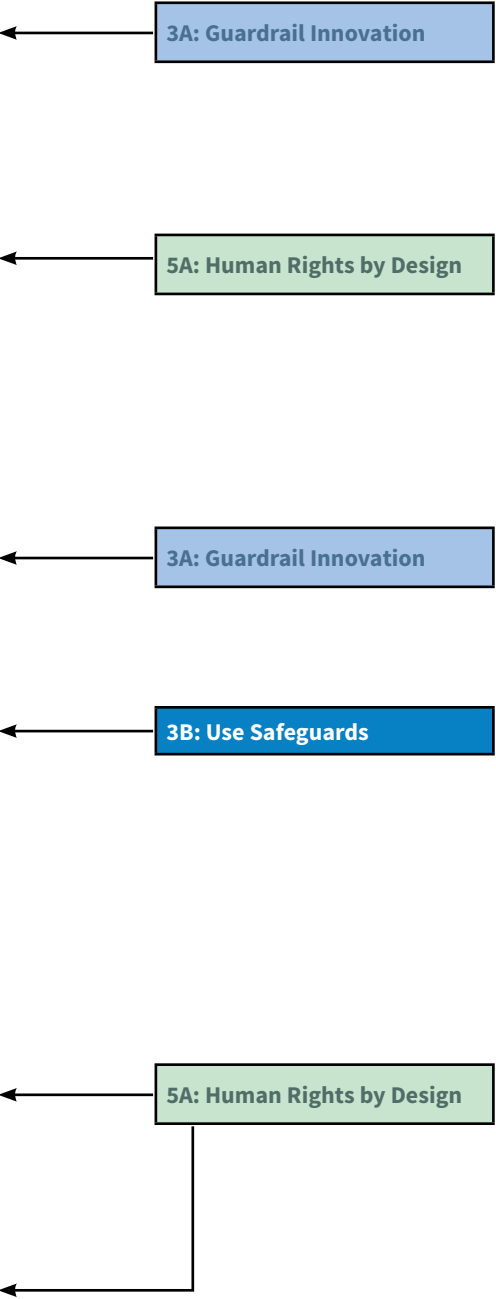 3A: Guardrail Innovation
5A: Human Rights by Design
3A: Guardrail Innovation
3B: Use Safeguards
5A: Human Rights by Design